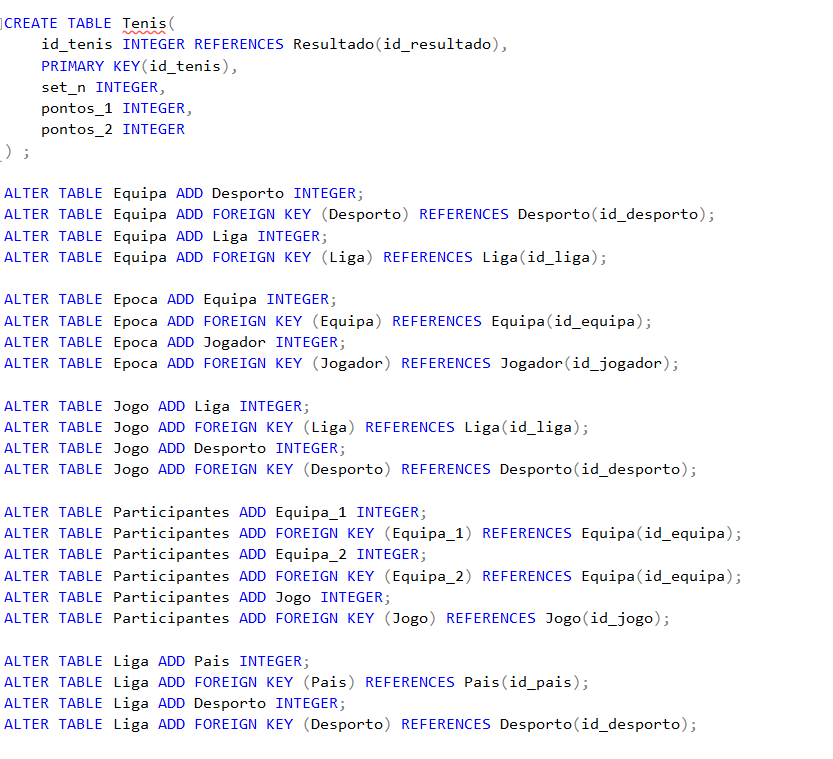 CREATE TABLE Tenis(
    id_tenis INTEGER REFERENCES Resultado(id_resultado),
    PRIMARY KEY(id_tenis),
    set_n INTEGER,
    pontos_1 INTEGER,
    pontos_2 INTEGER
) ;

ALTER TABLE Equipa ADD Desporto INTEGER;
ALTER TABLE Equipa ADD FOREIGN KEY (Desporto) REFERENCES Desporto(id_desporto);
ALTER TABLE Equipa ADD Liga INTEGER;
ALTER TABLE Equipa ADD FOREIGN KEY (Liga) REFERENCES Liga(id_liga);

ALTER TABLE Epoca ADD Equipa INTEGER;
ALTER TABLE Epoca ADD FOREIGN KEY (Equipa) REFERENCES Equipa(id_equipa);
ALTER TABLE Epoca ADD Jogador INTEGER;
ALTER TABLE Epoca ADD FOREIGN KEY (Jogador) REFERENCES Jogador(id_jogador);

ALTER TABLE Jogo ADD Liga INTEGER;
ALTER TABLE Jogo ADD FOREIGN KEY (Liga) REFERENCES Liga(id_liga);
ALTER TABLE Jogo ADD Desporto INTEGER;
ALTER TABLE Jogo ADD FOREIGN KEY (Desporto) REFERENCES Desporto(id_desporto);

ALTER TABLE Participantes ADD Equipa_1 INTEGER;
ALTER TABLE Participantes ADD FOREIGN KEY (Equipa_1) REFERENCES Equipa(id_equipa);
ALTER TABLE Participantes ADD Equipa_2 INTEGER;
ALTER TABLE Participantes ADD FOREIGN KEY (Equipa_2) REFERENCES Equipa(id_equipa);
ALTER TABLE Participantes ADD Jogo INTEGER;
ALTER TABLE Participantes ADD FOREIGN KEY (Jogo) REFERENCES Jogo(id_jogo);

ALTER TABLE Liga ADD Pais INTEGER;
ALTER TABLE Liga ADD FOREIGN KEY (Pais) REFERENCES Pais(id_pais);
ALTER TABLE Liga ADD Desporto INTEGER;
ALTER TABLE Liga ADD FOREIGN KEY (Desporto) REFERENCES Desporto(id_desporto);